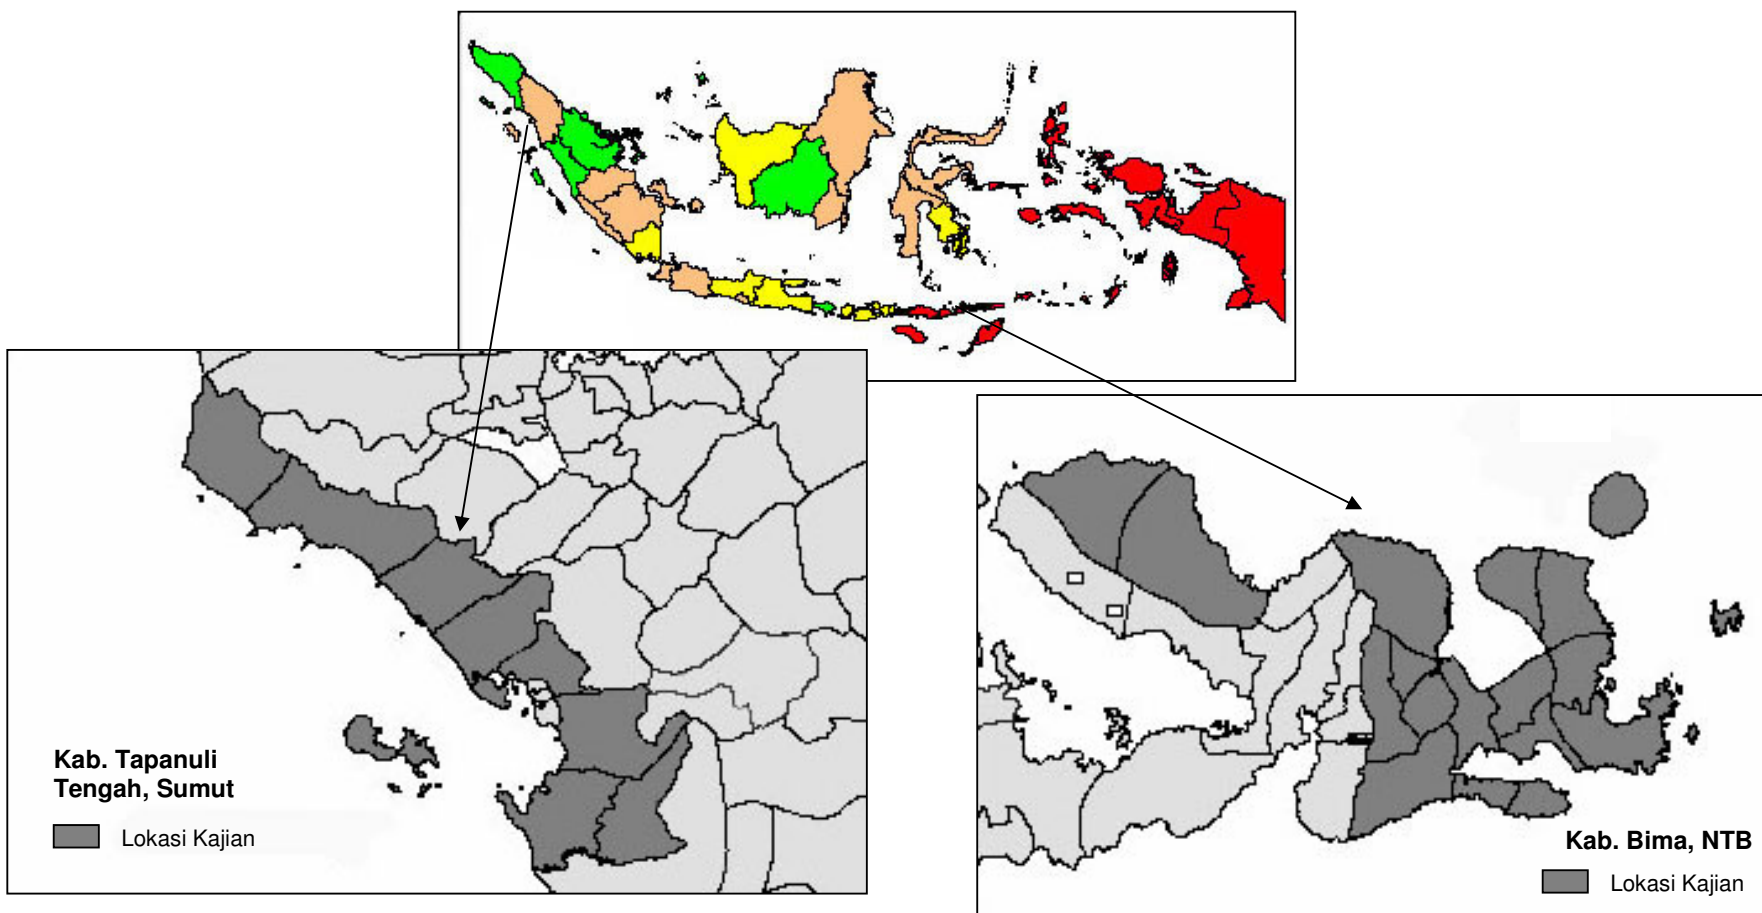 Kab. Tapanuli
Tengah, Sumut
Lokasi Kajian
Kab. Bima, NTB
Lokasi Kajian